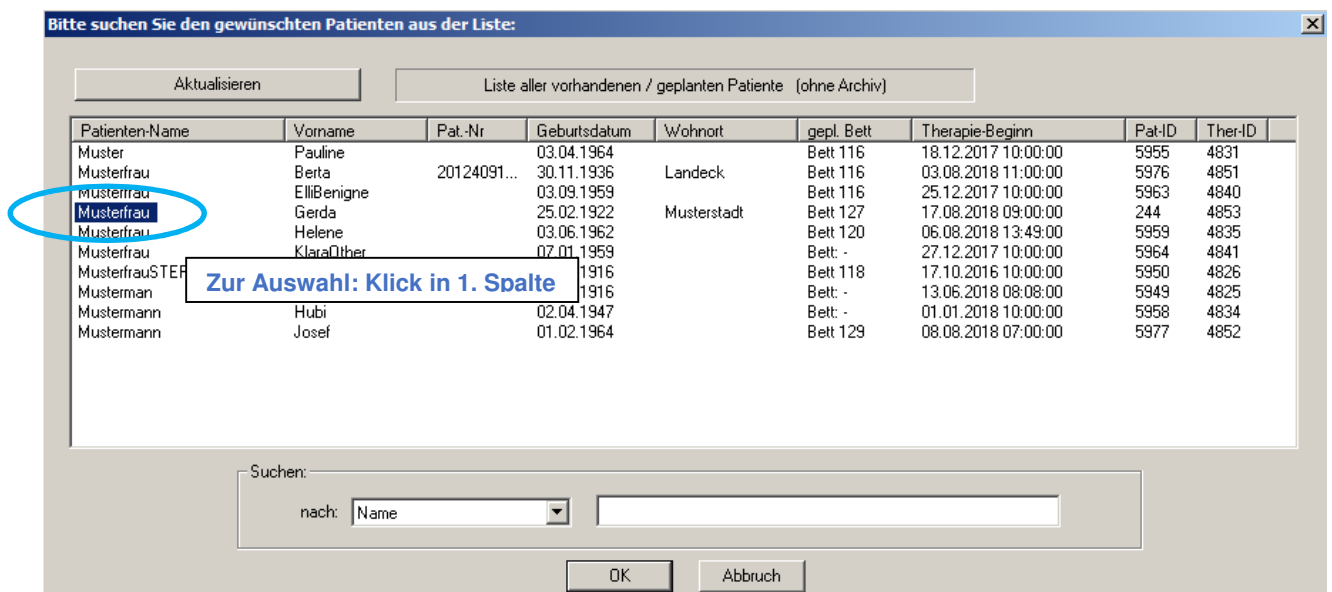 Bitte suchen Sie den gewünschten Patienten aus der Liste:
Aktualisieren Liste aller vorhandenen / geplanten Patiente (ohne Archiv)
Patienten-Name Vorname Pat.-Nr Geburtsdatum Wohnort gepl. Bett Therapie-Beginn Pat-ID Ther-ID
Muster Pauline 03.04.1964 Bett 116 18.12.2017 10:00:00 5955 4831
Musterfrau Berta 20124091... 30.11.1936 Landeck Bett 116 03.08.2018 11:00:00 5976 4851
Musterfrau ElliBenigne 03.09.1959 Bett 116 25.12.2017 10:00:00 5963 4840
Musterfrau Gerda 25.02.1922 Musterstadt Bett 127 17.08.2018 09:00:00 244 4853
Musterfrau Helene 03.06.1962 Bett 120 06.08.2018 13:49:00 5959 4835
Musterfrau KlaraOther 07.01.1959 Bett: - 27.12.2017 10:00:00 5964 4841
MusterfrauSTEF 1916 Bett 118 17.10.2016 10:00:00 5950 4826
Zur Auswahl: Klick in 1. Spalte
Musterman 1916 Bett: - 13.06.2018 08:08:00 5949 4825
Mustermann Hubi 02.04.1947 Bett: - 01.01.2018 10:00:00 5958 4834
Mustermann Josef 01.02.1964 Bett 129 08.08.2018 07:00:00 5977 4852
Suchen:
nach: Name
OK Abbruch